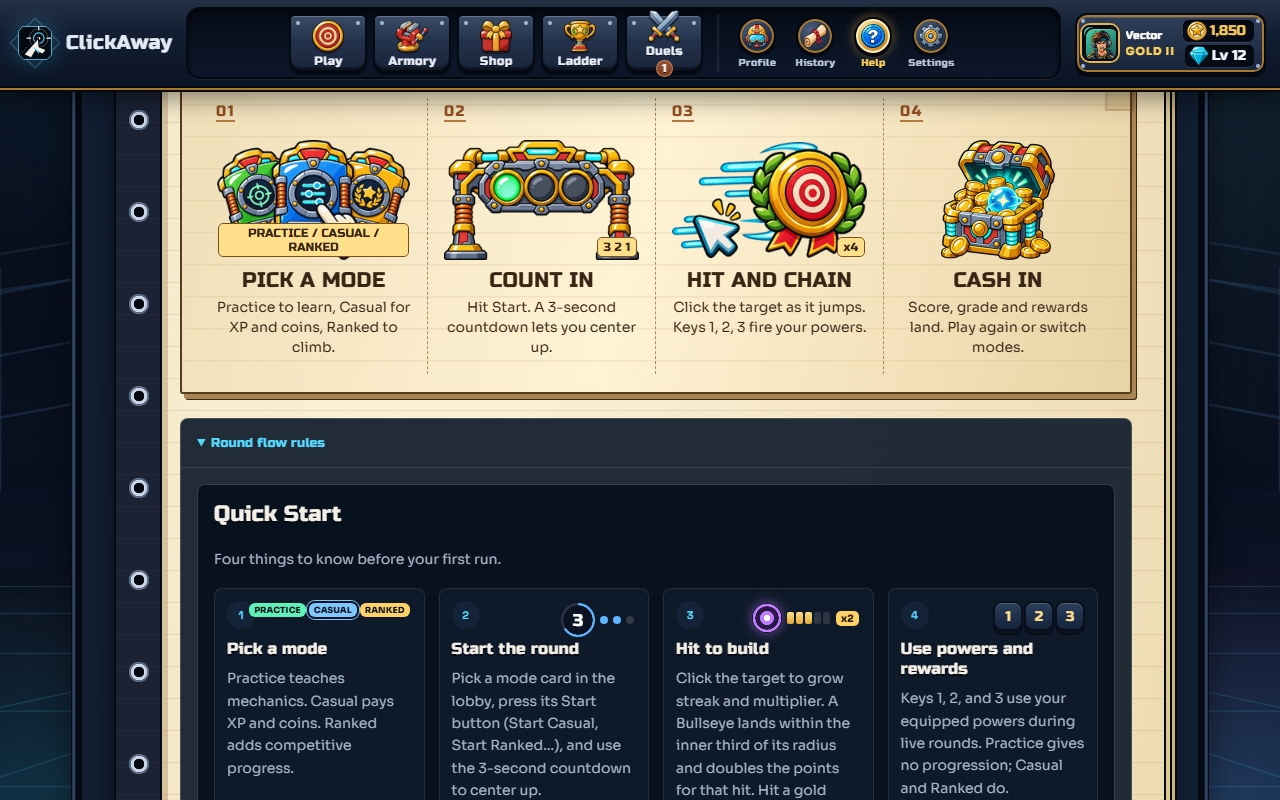 ClickAway
Play
Armory
Shop
Ladder
Duels
1
Profile
History
Help
Settings
Vector
GOLD II
1,850
Lv 12
01
02
03
04
PRACTICE / CASUAL /
RANKED
3 2 1
x4
PICK A MODE
Practice to learn, Casual for
XP and coins, Ranked to
climb.
COUNT IN
Hit Start. A 3-second
countdown lets you center
up.
HIT AND CHAIN
Click the target as it jumps.
Keys 1, 2, 3 fire your powers.
CASH IN
Score, grade and rewards
land. Play again or switch
modes.
Round flow rules
Quick Start
Four things to know before your first run.
1
PRACTICE
CASUAL
RANKED
Pick a mode
Practice teaches
mechanics. Casual pays
XP and coins. Ranked
adds competitive
progress.
2
3
Start the round
Pick a mode card in the
lobby, press its Start
button (Start Casual,
Start Ranked...), and use
the 3-second countdown
to center up.
3
x2
Hit to build
Click the target to grow
streak and multiplier. A
Bullseye lands within the
inner third of its radius
and doubles the points
for that hit. Hit a gold
4
1
2
3
Use powers and
rewards
Keys 1, 2, and 3 use your
equipped powers during
live rounds. Practice gives
no progression; Casual
and Ranked do.